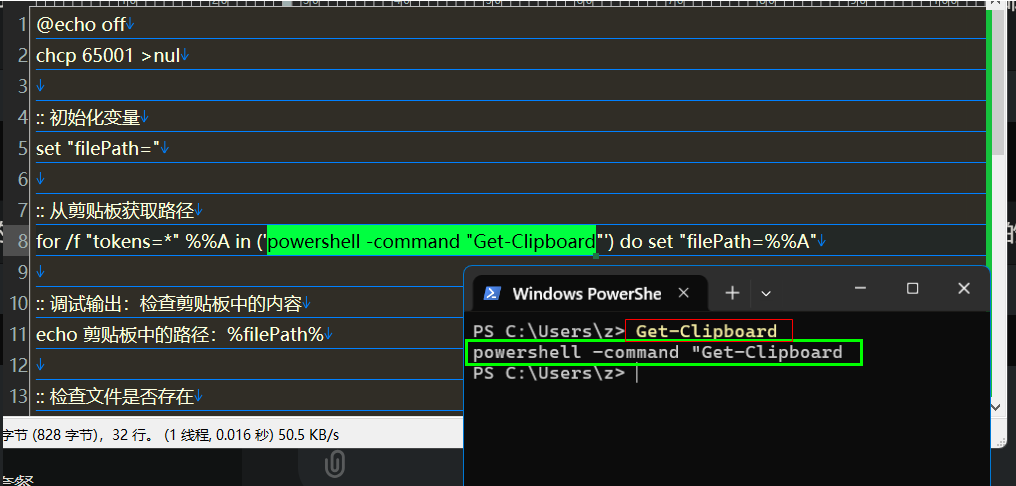 1 @echo off↓
2 chcp 65001 >nul↓
3 ↓
4 :: 初始化变量↓
5 set "filePath="↓
6 ↓
7 :: 从剪贴板获取路径↓
8 for /f "tokens=*" %%A in ('powershell -command "Get-Clipboard"') do set "filePath=%%A"↓
9 ↓
10 :: 调试输出：检查剪贴板中的内容↓
11 echo 剪贴板中的路径：%filePath%↓
12 ↓
13 :: 检查文件是否存在↓
字节 (828 字节)，32 行。 (1 线程, 0.016 秒) 50.5 KB/s
Windows PowerShe
PS C:\Users\z> Get-Clipboard
powershell -command "Get-Clipboard
PS C:\Users\z>